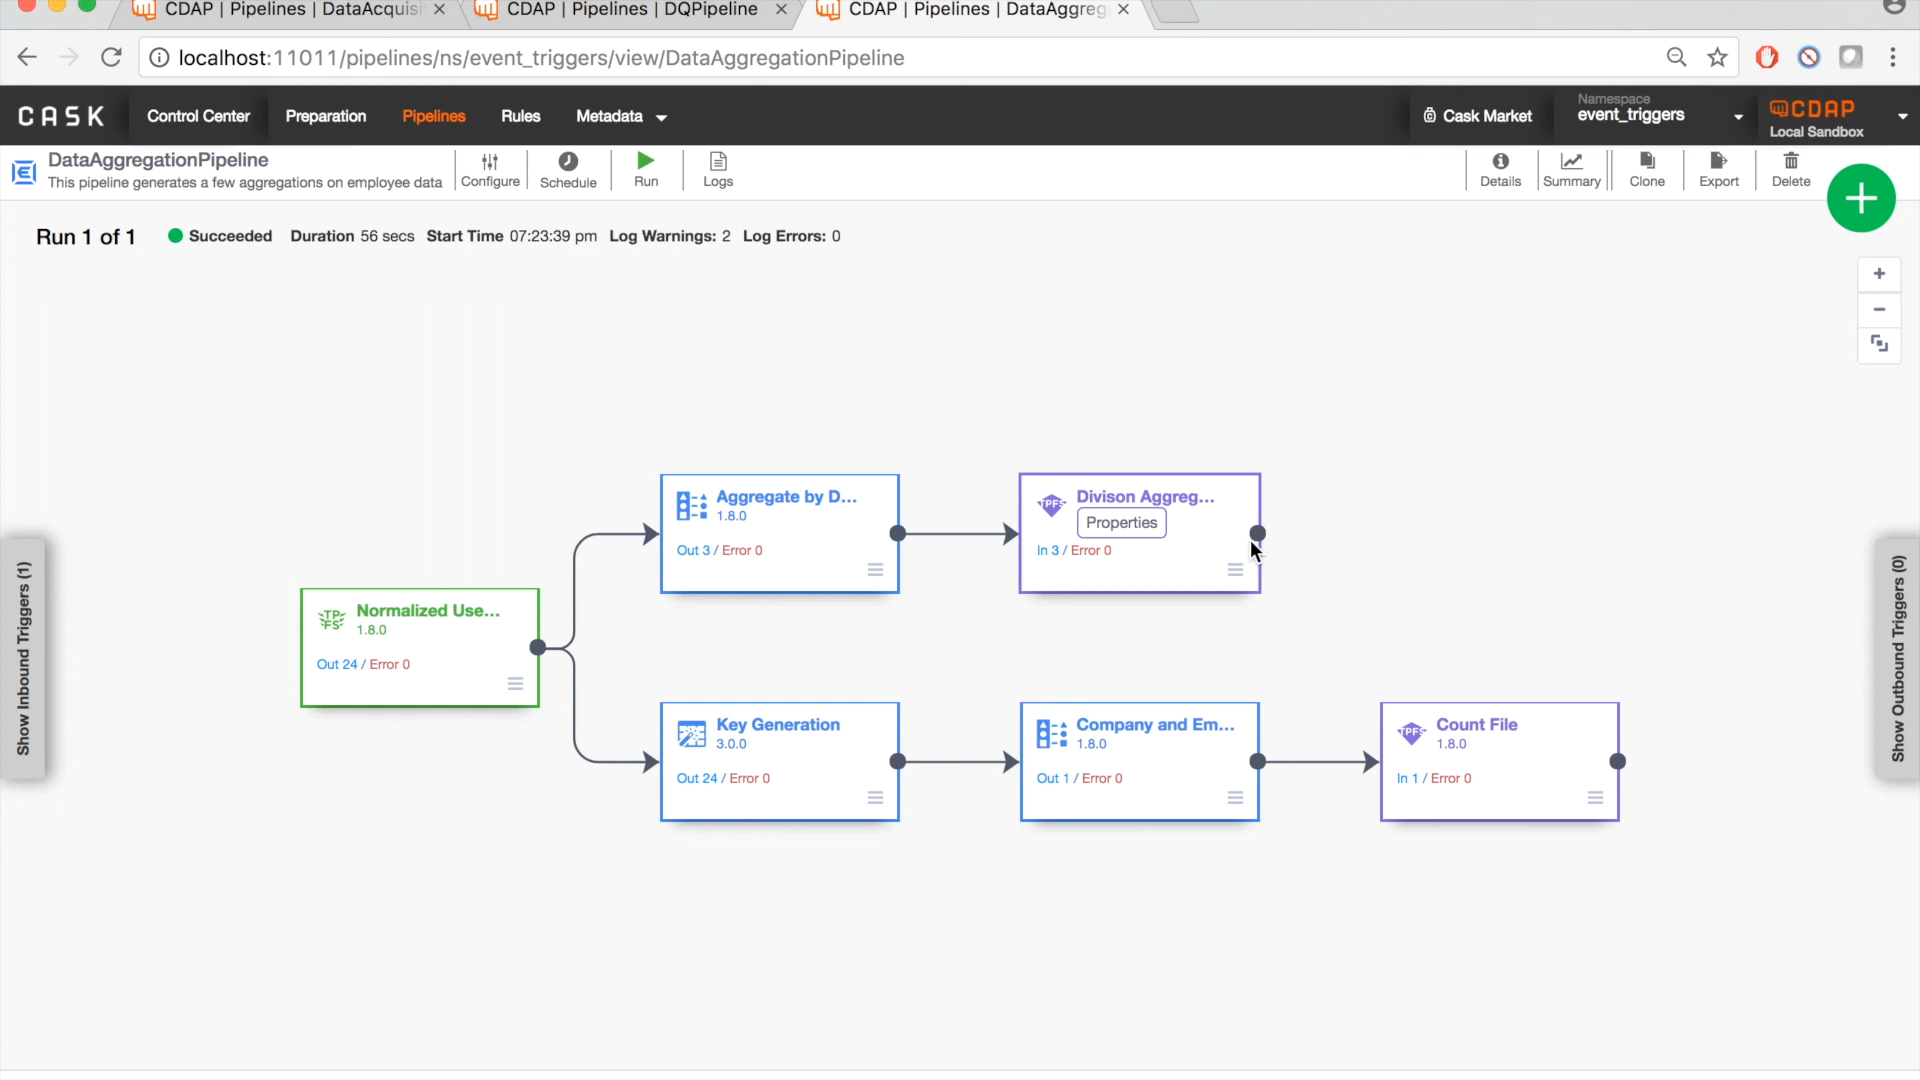 CDAP | Pipelines | DataAcquisi
CDAP | Pipelines | DQPipeline
CDAP | Pipelines | DataAggreg
localhost:11011/pipelines/ns/event_triggers/view/DataAggregationPipeline
CASK
Control Center
Preparation
Pipelines
Rules
Metadata
Cask Market
Namespace
event_triggers
CDAP
Local Sandbox
DataAggregationPipeline
This pipeline generates a few aggregations on employee data
Configure
Schedule
Run
Logs
Details
Summary
Clone
Export
Delete
Run 1 of 1
Succeeded
Duration 56 secs
Start Time 07:23:39 pm
Log Warnings: 2
Log Errors: 0
Show Inbound Triggers (1)
Normalized Use...
1.8.0
Out 24 / Error 0
Aggregate by D...
1.8.0
Out 3 / Error 0
TPFS
Divison Aggreg...
Properties
In 3 / Error 0
Key Generation
3.0.0
Out 24 / Error 0
Company and Em...
1.8.0
Out 1 / Error 0
TPFS
Count File
1.8.0
In 1 / Error 0
Show Outbound Triggers (0)
TP
FS